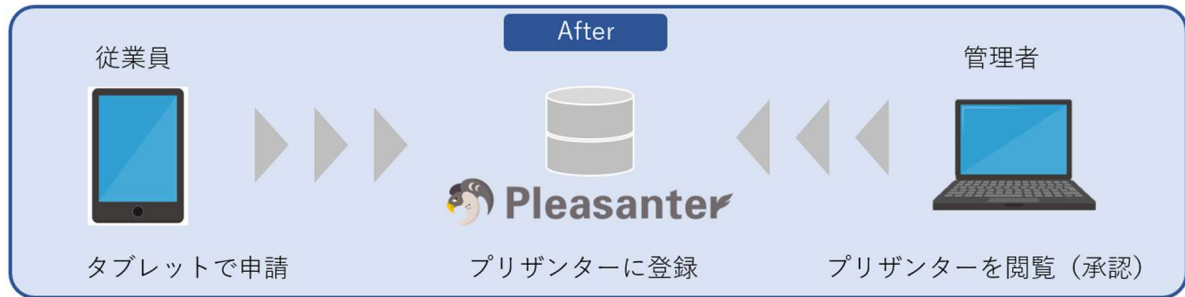 After
従業員
管理者
Pleasanter
タブレットで申請
プリザンターに登録
プリザンターを閲覧（承認）